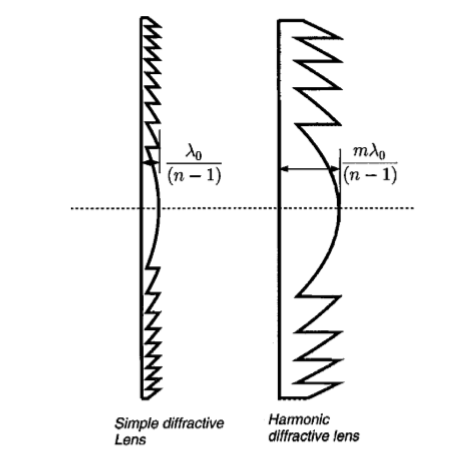 λ₀/(n − 1)
mλ₀/(n − 1)
Simple diffractive
Lens
Harmonic
diffractive lens